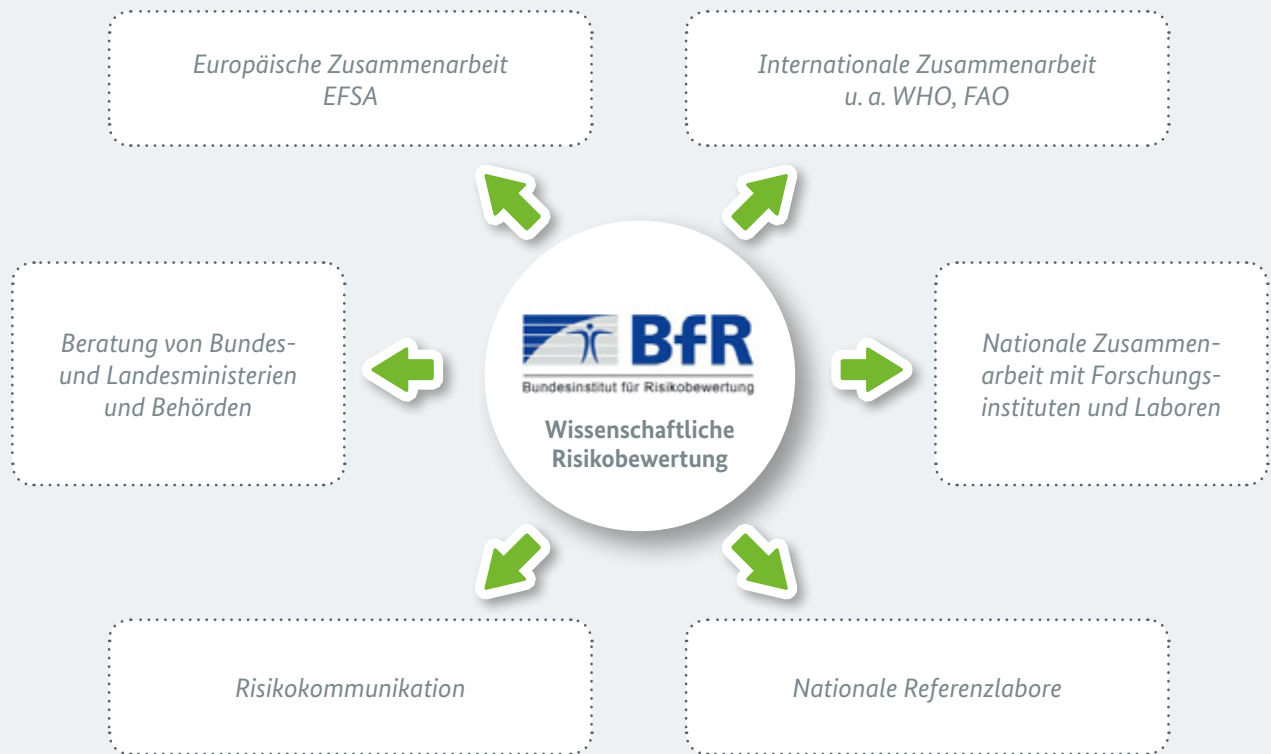 Europäische Zusammenarbeit
EFSA
Internationale Zusammenarbeit
u. a. WHO, FAO
Beratung von Bundes-
und Landesministerien
und Behörden
BfR
Bundesinstitut für Risikobewertung
Wissenschaftliche
Risikobewertung
Nationale Zusammen-
arbeit mit Forschungs-
instituten und Laboren
Risikokommunikation
Nationale Referenzlabore